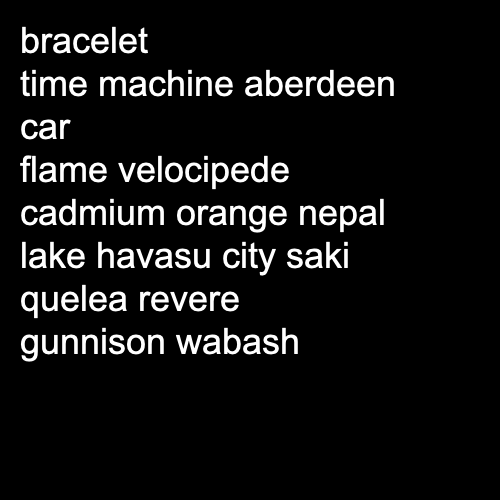 bracelet
time machine aberdeen
car
flame velocipede
cadmium orange nepal
lake havasu city saki
quelea revere
gunnison wabash